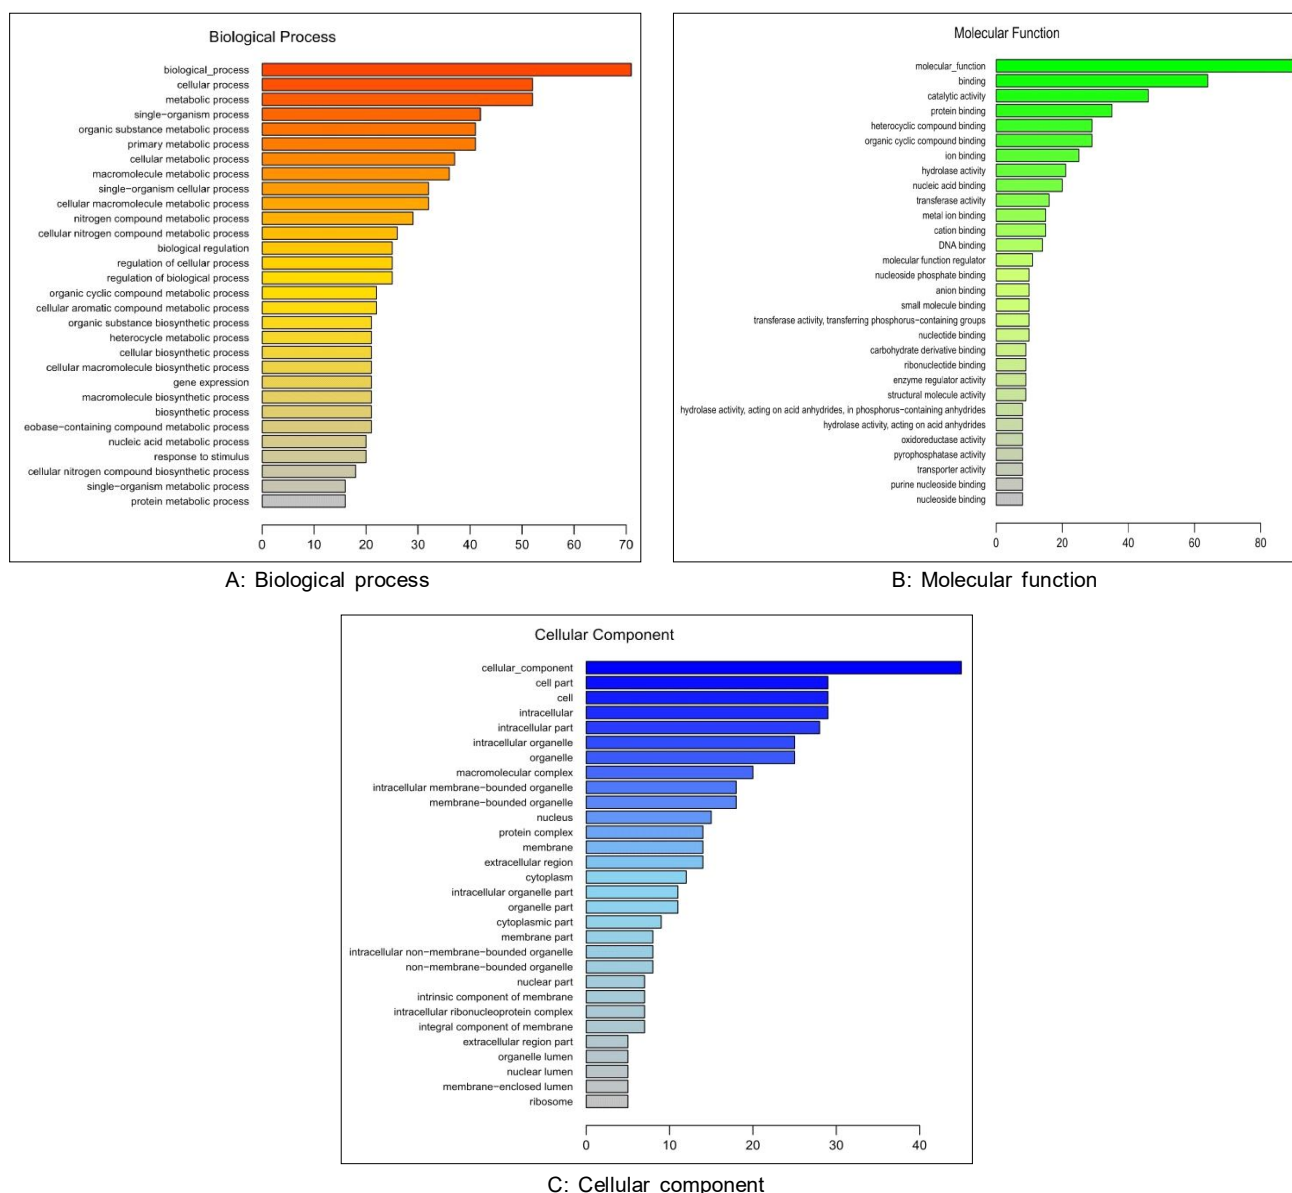 Biological Process
biological_process
cellular process
metabolic process
single−organism process
organic substance metabolic process
primary metabolic process
cellular metabolic process
macromolecule metabolic process
single−organism cellular process
cellular macromolecule metabolic process
nitrogen compound metabolic process
cellular nitrogen compound metabolic process
biological regulation
regulation of cellular process
regulation of biological process
organic cyclic compound metabolic process
cellular aromatic compound metabolic process
organic substance biosynthetic process
heterocycle metabolic process
cellular biosynthetic process
cellular macromolecule biosynthetic process
gene expression
macromolecule biosynthetic process
biosynthetic process
eobase−containing compound metabolic process
nucleic acid metabolic process
response to stimulus
cellular nitrogen compound biosynthetic process
single−organism metabolic process
protein metabolic process
0 10 20 30 40 50 60 70
A: Biological process
Molecular Function
molecular_function
binding
catalytic activity
protein binding
heterocyclic compound binding
organic cyclic compound binding
ion binding
hydrolase activity
nucleic acid binding
transferase activity
metal ion binding
cation binding
DNA binding
molecular function regulator
nucleoside phosphate binding
anion binding
small molecule binding
transferase activity, transferring phosphorus−containing groups
nucleotide binding
carbohydrate derivative binding
ribonucleotide binding
enzyme regulator activity
structural molecule activity
hydrolase activity, acting on acid anhydrides, in phosphorus−containing anhydrides
hydrolase activity, acting on acid anhydrides
oxidoreductase activity
pyrophosphatase activity
transporter activity
purine nucleoside binding
nucleoside binding
0 20 40 60 80
B: Molecular function
Cellular Component
cellular_component
cell part
cell
intracellular
intracellular part
intracellular organelle
organelle
macromolecular complex
intracellular membrane−bounded organelle
membrane−bounded organelle
nucleus
protein complex
membrane
extracellular region
cytoplasm
intracellular organelle part
organelle part
cytoplasmic part
membrane part
intracellular non−membrane−bounded organelle
non−membrane−bounded organelle
nuclear part
intrinsic component of membrane
intracellular ribonucleoprotein complex
integral component of membrane
extracellular region part
organelle lumen
nuclear lumen
membrane−enclosed lumen
ribosome
0 10 20 30 40
C: Cellular component